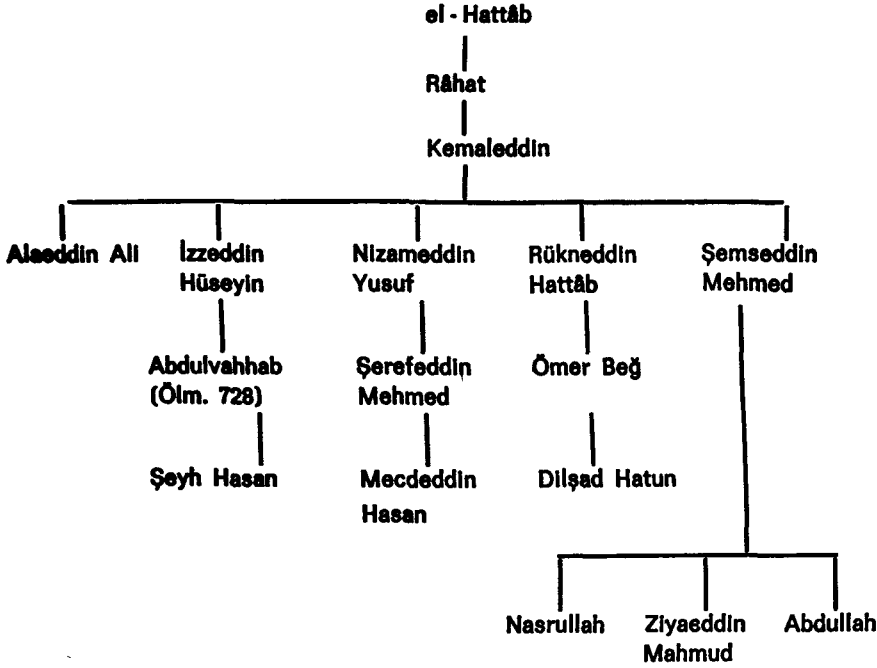 el - Hattâb
Râhat
Kemaleddin
Alaeddin Ali
İzzeddin
Hüseyin
Nizameddin
Yusuf
Rükneddin
Hattâb
Şemseddin
Mehmed
Abdulvahhab
(Ölm. 728)
Şerefeddin
Mehmed
Ömer Beğ
Şeyh Hasan
Mecdeddin
Hasan
Dilşad Hatun
Nasrullah
Ziyaeddin
Mahmud
Abdullah